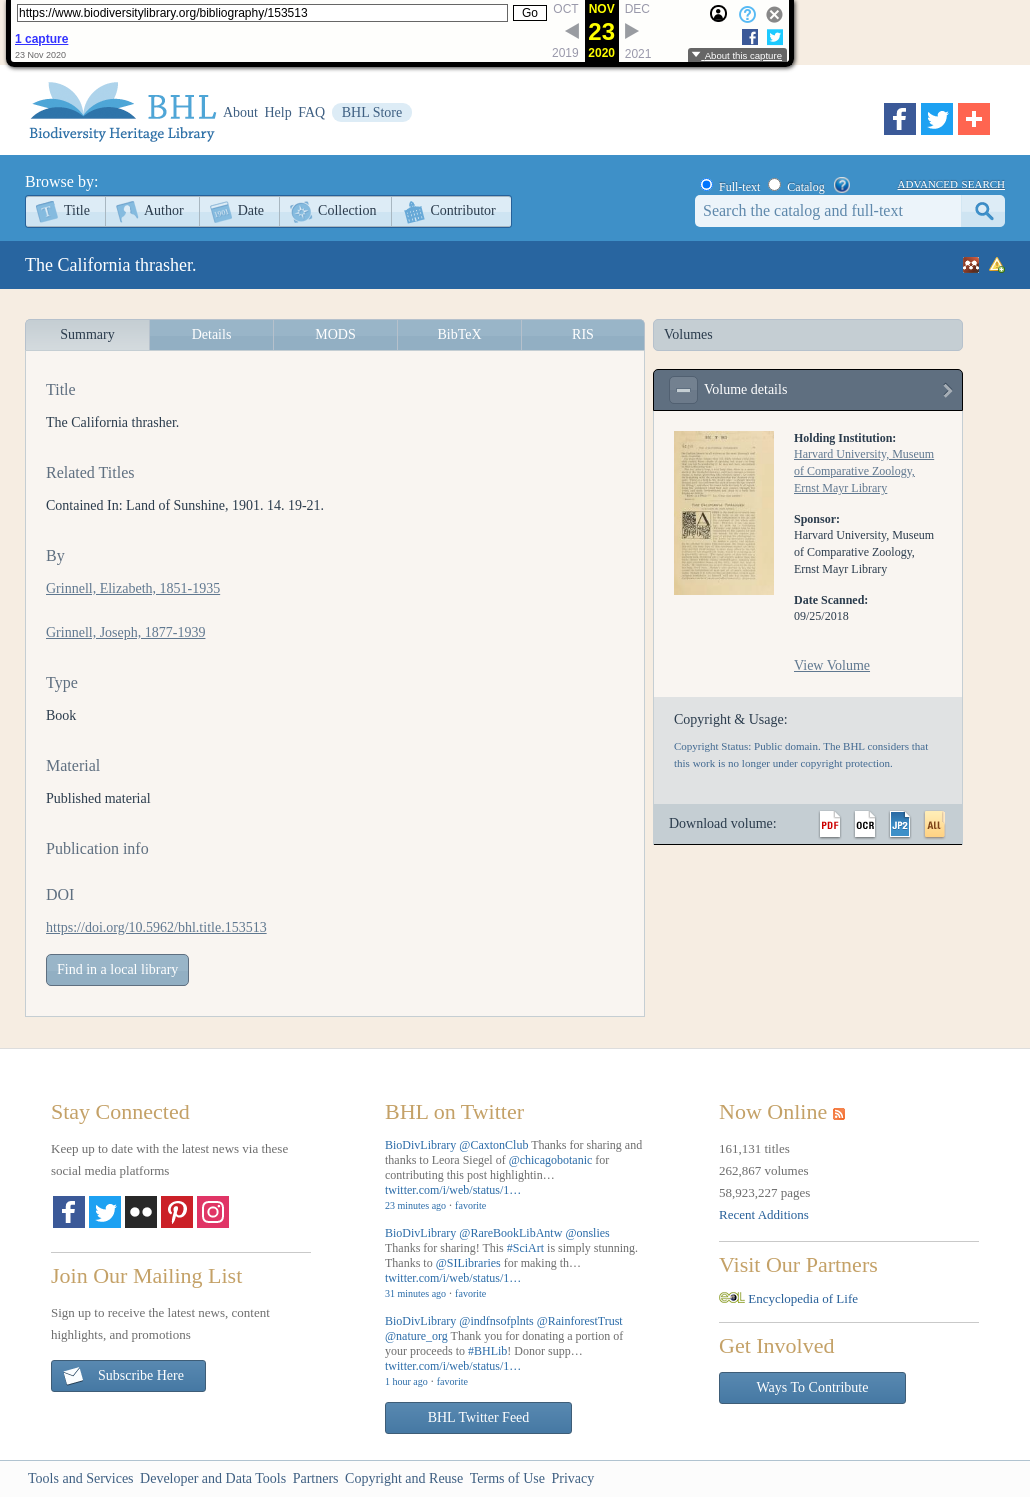 https://www.biodiversitylibrary.org/bibliography/153513
Go
OCT NOV DEC
23
2019 2020 2021
1 capture
23 Nov 2020
About this capture
BHL
Biodiversity Heritage Library
About Help FAQ BHL Store
Browse by:
Title Author Date Collection Contributor
Full-text Catalog ? ADVANCED SEARCH
Search the catalog and full-text
The California thrasher.
Summary Details MODS BibTeX RIS
Title
The California thrasher.
Related Titles
Contained In: Land of Sunshine, 1901. 14. 19-21.
By
Grinnell, Elizabeth, 1851-1935
Grinnell, Joseph, 1877-1939
Type
Book
Material
Published material
Publication info
DOI
https://doi.org/10.5962/bhl.title.153513
Find in a local library
Volumes
Volume details
Holding Institution:
Harvard University, Museum
of Comparative Zoology,
Ernst Mayr Library
Sponsor:
Harvard University, Museum
of Comparative Zoology,
Ernst Mayr Library
Date Scanned:
09/25/2018
View Volume
Copyright & Usage:
Copyright Status: Public domain. The BHL considers that
this work is no longer under copyright protection.
Download volume: PDF OCR JP2 ALL
Stay Connected
Keep up to date with the latest news via these
social media platforms
Join Our Mailing List
Sign up to receive the latest news, content
highlights, and promotions
Subscribe Here
BHL on Twitter
BioDivLibrary @CaxtonClub Thanks for sharing and
thanks to Leora Siegel of @chicagobotanic for
contributing this post highlightin…
twitter.com/i/web/status/1…
23 minutes ago · favorite
BioDivLibrary @RareBookLibAntw @onslies
Thanks for sharing! This #SciArt is simply stunning.
Thanks to @SILibraries for making th…
twitter.com/i/web/status/1…
31 minutes ago · favorite
BioDivLibrary @indfnsofplnts @RainforestTrust
@nature_org Thank you for donating a portion of
your proceeds to #BHLib! Donor supp…
twitter.com/i/web/status/1…
1 hour ago · favorite
BHL Twitter Feed
Now Online
161,131 titles
262,867 volumes
58,923,227 pages
Recent Additions
Visit Our Partners
Encyclopedia of Life
Get Involved
Ways To Contribute
Tools and Services Developer and Data Tools Partners Copyright and Reuse Terms of Use Privacy